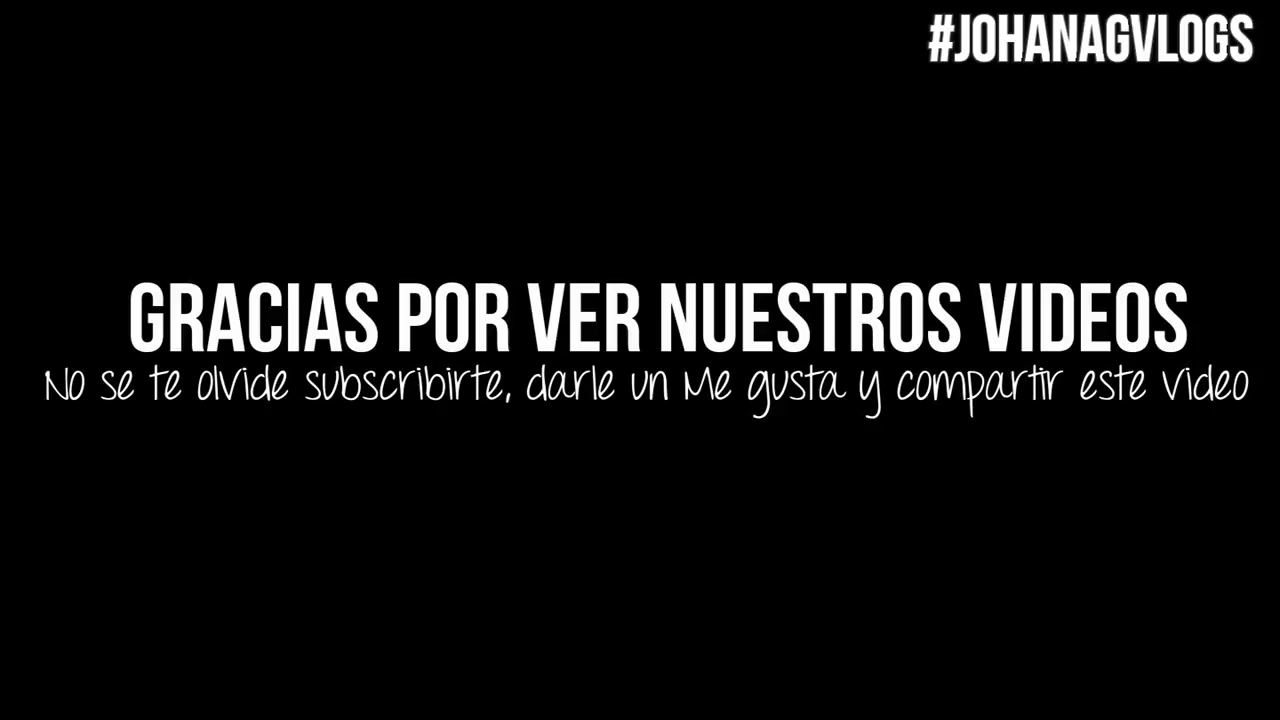 #JOHANAGVLOGS
GRACIAS POR VER NUESTROS VIDEOS
No se te olvide subscribirte, darle un Me gusta y compartir este video